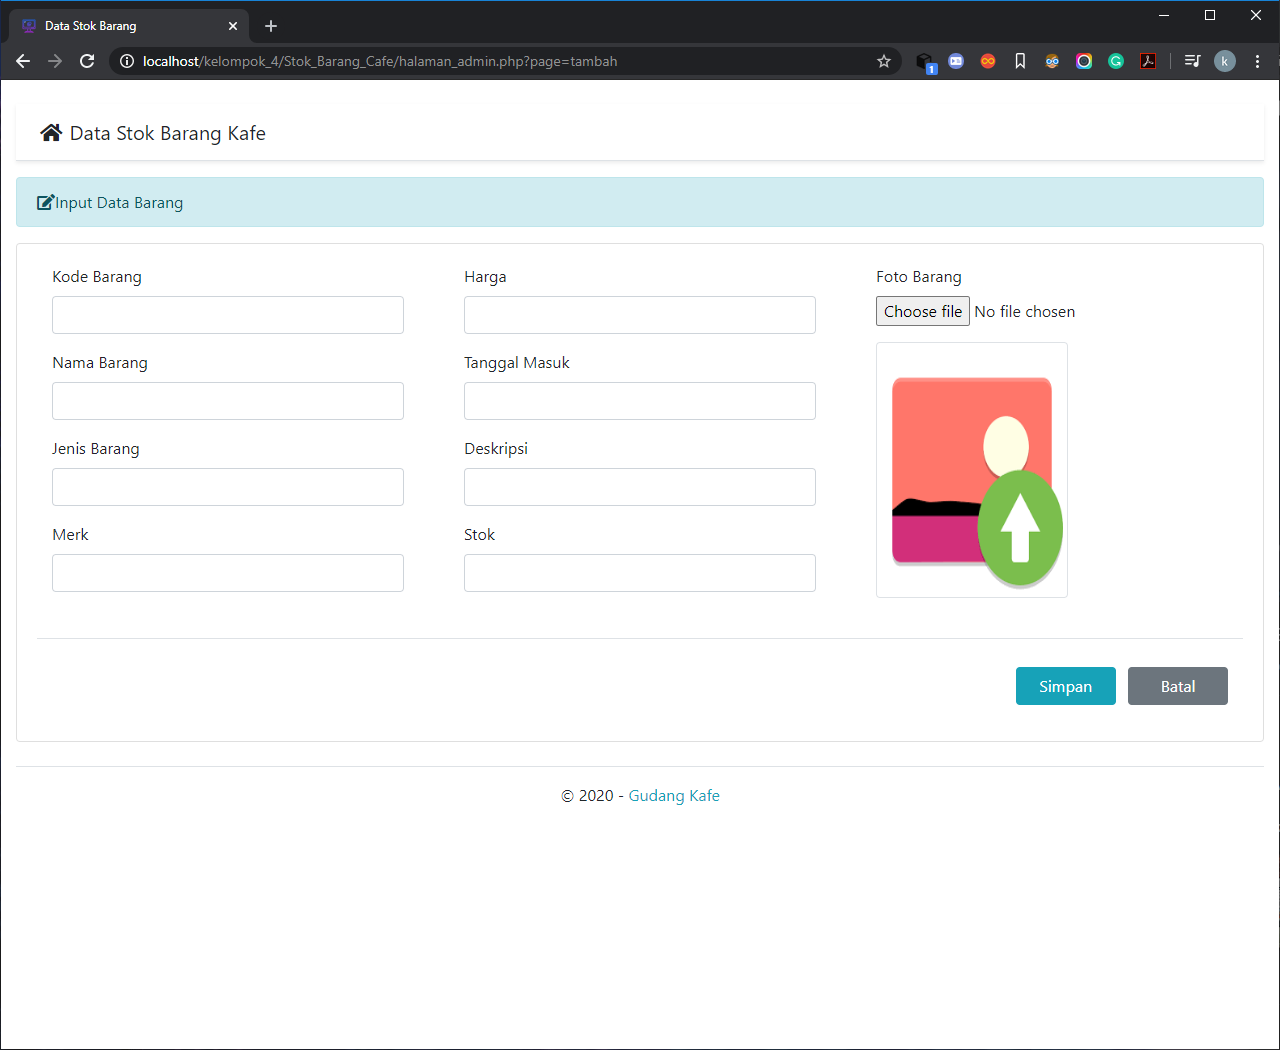 Data Stok Barang
localhost/kelompok_4/Stok_Barang_Cafe/halaman_admin.php?page=tambah
1
k
Data Stok Barang Kafe
Input Data Barang
Kode Barang
Harga
Foto Barang
Choose file No file chosen
Nama Barang
Tanggal Masuk
Jenis Barang
Deskripsi
Merk
Stok
Simpan
Batal
© 2020 - Gudang Kafe